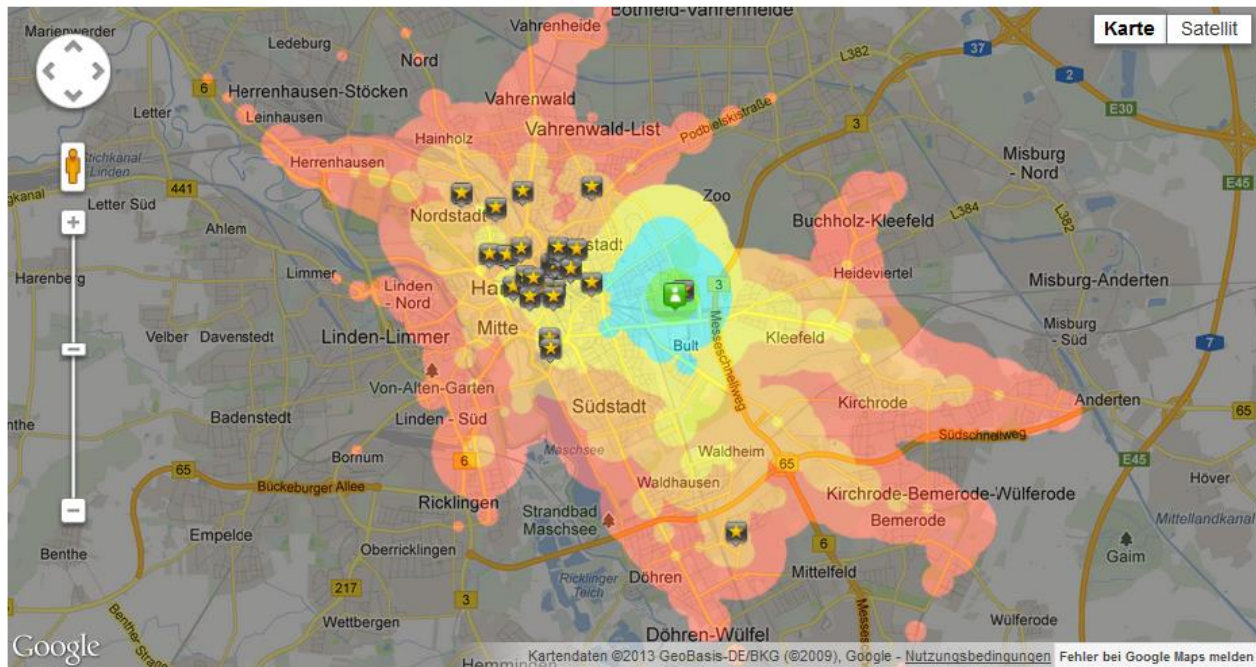 Marienwerder
Ledeburg
Vahrenheide
Karte
Satellit
Nord
L382
37
2
6
Herrenhausen-Stöcken
Vahrenwald
E30
Letter
Leinhausen
Hainholz
Vahrenwald-List
Podbielskistraße
3
Stichkanal
Linden
Herrenhausen
Misburg
- Nord
E45
441
Letter Süd
Zoo
Nordstadt
Buchholz-Kleefeld
L384
Ahlem
Harenberg
Limmer
Linden
- Nord
3
Heideviertel
Misburg-Anderten
Velber
Davenstedt
Linden-Limmer
Mitte
Messeschnellweg
Bult
Kleefeld
Misburg
- Süd
7
Von-Alten-Garten
Badenstedt
Linden - Süd
Südstadt
Kirchrode
Anderten
65
Südschnellweg
Maschsee
Waldheim
Bornum
6
65
E45
Höver
65
Bückeburger Allee
Waldhausen
Ricklingen
Kirchrode-Bemerode-Wülferode
Strandbad
Maschsee
Bemerode
Mittellandkanal
Empelde
Oberricklingen
6
Gaim
Benthe
Ricklinger
Teich
Döhren
Mittelfeld
217
3
Wettbergen
Wülferode
Döhren-Wülfel
Google
Kartendaten ©2013 GeoBasis-DE/BKG (©2009), Google - Nutzungsbedingungen
Fehler bei Google Maps melden